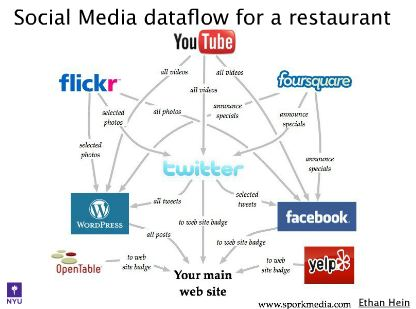 Social Media dataflow for a restaurant
YouTube
flickr
foursquare
all videos
all videos
all videos
selected
photos
all photos
announce
specials
announce
specials
selected
photos
announce
specials
twitter
WORDPRESS
all tweets
selected
tweets
facebook
to web site badge
all posts
to web site badge
OpenTable
to web
site badge
Your main
web site
to web
site badge
yelp
NYU
www.sporkmedia.com
Ethan Hein